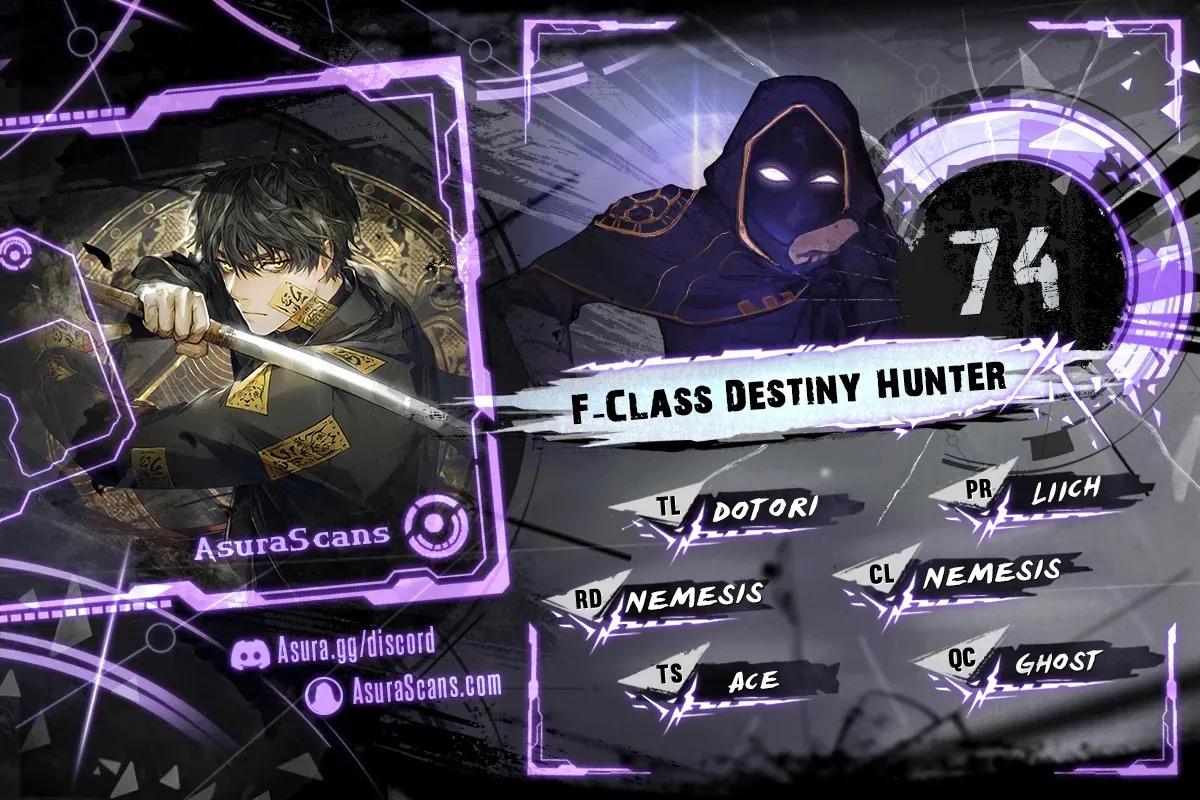 74
F-CLASS DESTINY HUNTER
TL DOTORI
PR LIICH
RD NEMESIS
CL NEMESIS
TS ACE
QC GHOST
AsuraScans
Asura.gg/discord
AsuraScans.com